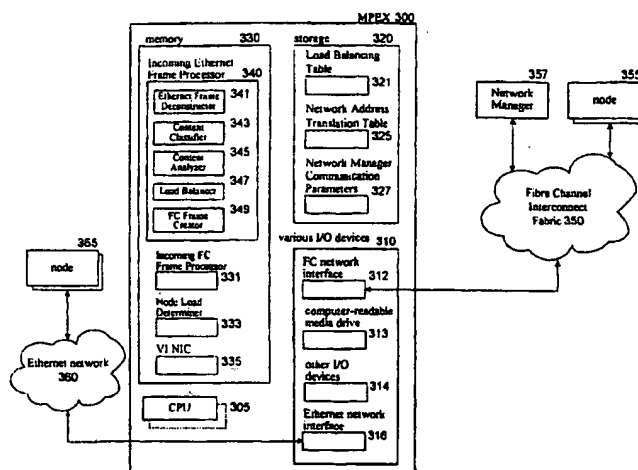 MPEX 300
memory 330
Incoming Ethernet
Frame Processor 340
Ethernet Frame
Deconstructor
341
Content
Classifier
343
Content
Analyzer
345
Load Balancer
347
FC Frame
Creator
349
Incoming FC
Frame Processor
331
Node Load
Determiner
333
VI NIC
335
CPU
305
storage 320
Load Balancing
Table
321
Network Address
Translation Table
325
Network Manager
Communication
Parameters
327
various I/O devices 310
FC network
interface 312
computer-readable
media drive
313
other I/O
devices
314
Ethernet network
interface 316
357
Network
Manager
355
node
Fibre Channel
Interconnect
Fabric 350
365
node
Ethernet network
360